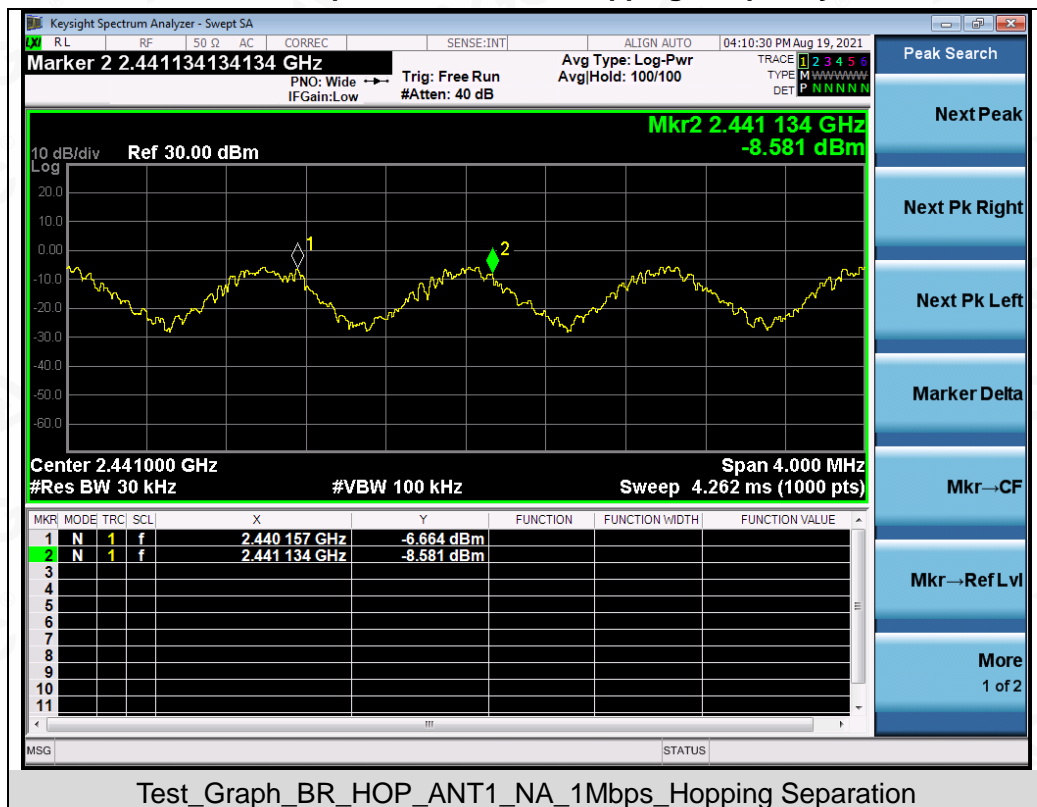 Keysight Spectrum Analyzer - Swept SA
LXI RL RF 50 Ω AC CORREC SENSE:INT ALIGN AUTO 04:10:30 PM Aug 19, 2021
Marker 2 2.441134134134 GHz
PNO: Wide
IFGain:Low
Trig: Free Run
#Atten: 40 dB
Avg Type: Log-Pwr
Avg|Hold: 100/100
TRACE 1 2 3 4 5 6
TYPE M WWWWW
DET P N N N N N
Mkr2 2.441 134 GHz
-8.581 dBm
10 dB/div Ref 30.00 dBm
Log
20.0
10.0
0.00
-10.0
-20.0
-30.0
-40.0
-50.0
-60.0
1
2
Center 2.441000 GHz Span 4.000 MHz
#Res BW 30 kHz #VBW 100 kHz Sweep 4.262 ms (1000 pts)
MKR MODE TRC SCL X Y FUNCTION FUNCTION WIDTH FUNCTION VALUE
1 N 1 f 2.440 157 GHz -6.664 dBm
2 N 1 f 2.441 134 GHz -8.581 dBm
3
4
5
6
7
8
9
10
11
MSG STATUS
Peak Search
Next Peak
Next Pk Right
Next Pk Left
Marker Delta
Mkr→CF
Mkr→Ref Lvl
More
1 of 2
Test_Graph_BR_HOP_ANT1_NA_1Mbps_Hopping Separation